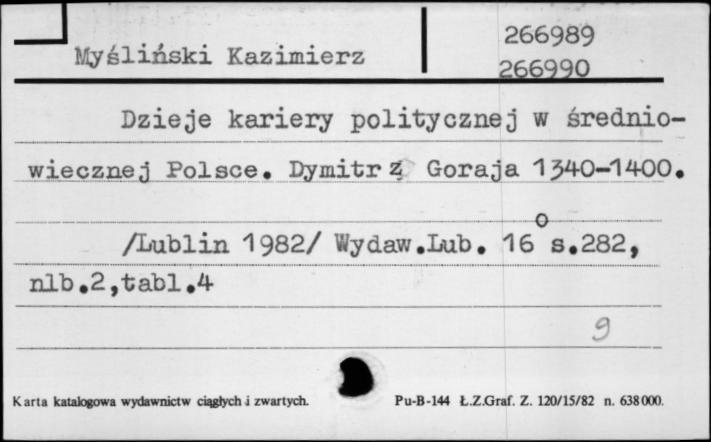 266989
Myśliński Kazimierz
266990
Dzieje kariery politycznej w średnio-
wiecznej Polsce. Dymitr z Goraja 1340-1400.
/Lublin 1982/ Wydaw.Lub. 16° s.282,
nlb.2,tabl.4
9
Karta katalogowa wydawnictw ciągłych i zwartych.
Pu-B-144 Ł.Z.Graf. Z. 120/15/82 n. 638000.